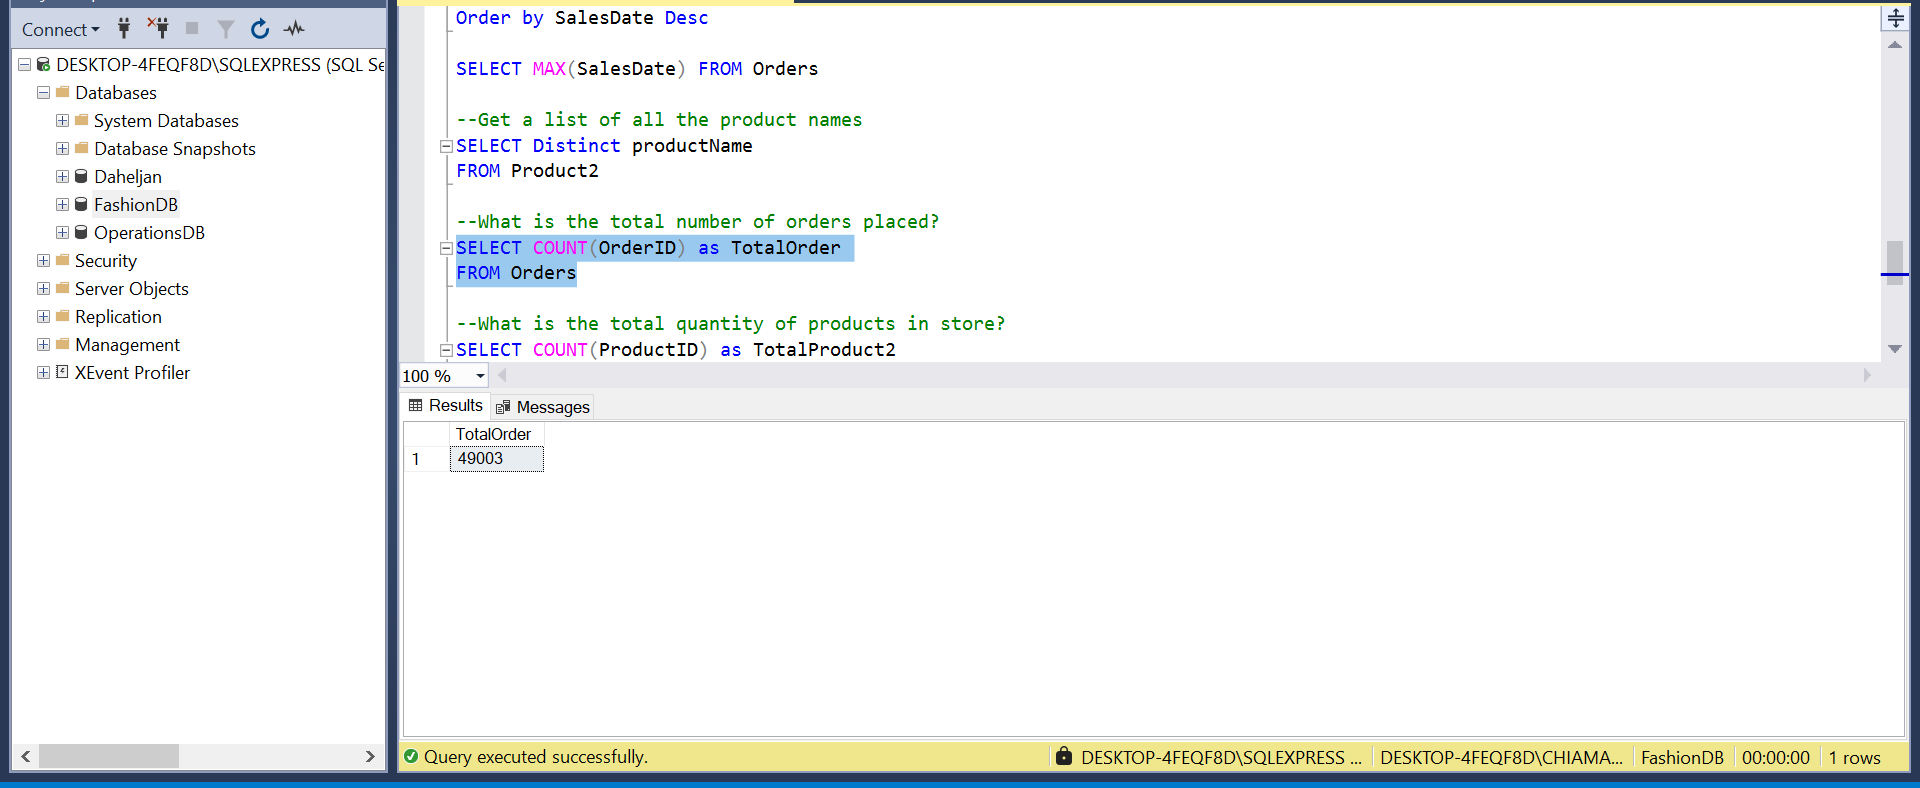 Connect
DESKTOP-4FEQF8D\SQLEXPRESS (SQL Se
Databases
System Databases
Database Snapshots
Daheljan
FashionDB
OperationsDB
Security
Server Objects
Replication
Management
XEvent Profiler
Order by SalesDate Desc
SELECT MAX(SalesDate) FROM Orders
--Get a list of all the product names
SELECT Distinct productName
FROM Product2
--What is the total number of orders placed?
SELECT COUNT(OrderID) as TotalOrder
FROM Orders
--What is the total quantity of products in store?
SELECT COUNT(ProductID) as TotalProduct2
100 %
Results Messages
TotalOrder
1 49003
Query executed successfully. DESKTOP-4FEQF8D\SQLEXPRESS ... DESKTOP-4FEQF8D\CHIAMA... FashionDB 00:00:00 1 rows